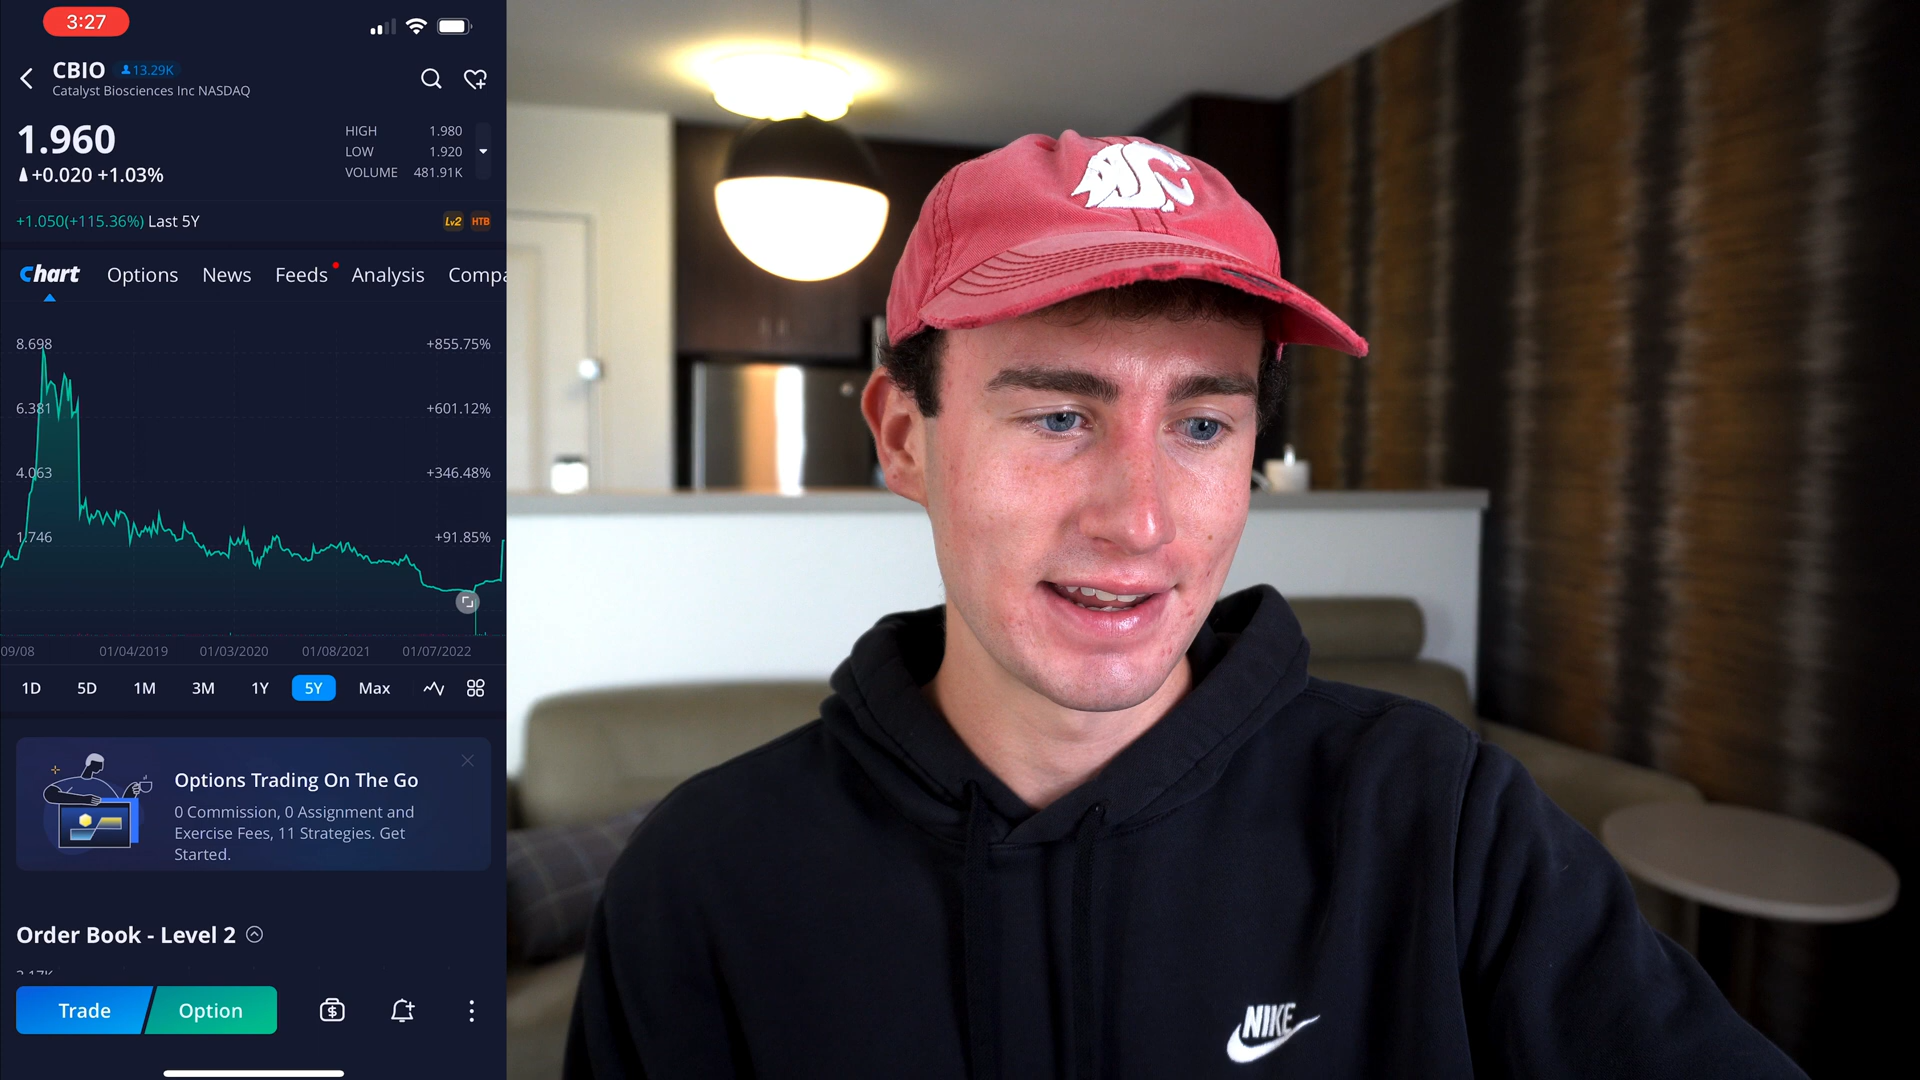 3:27
CBIO 13.29K
Catalyst Biosciences Inc NASDAQ
1.960
+0.020 +1.03%
HIGH 1.980
LOW 1.920
VOLUME 481.91K
+1.050(+115.36%) Last 5Y
Lv2 HTB
Chart Options News Feeds Analysis Compa
8.698 +855.75%
6.381 +601.12%
4.063 +346.48%
1.746 +91.85%
09/08 01/04/2019 01/03/2020 01/08/2021 01/07/2022
1D 5D 1M 3M 1Y 5Y Max
Options Trading On The Go
0 Commission, 0 Assignment and
Exercise Fees, 11 Strategies. Get
Started.
Order Book - Level 2
Trade Option
WSC
NIKE